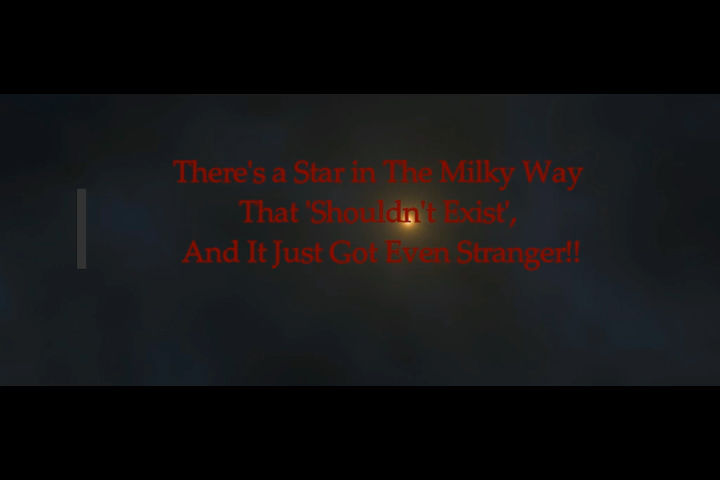 There's a Star in The Milky Way
That 'Shouldn't Exist',
And It Just Got Even Stranger!!